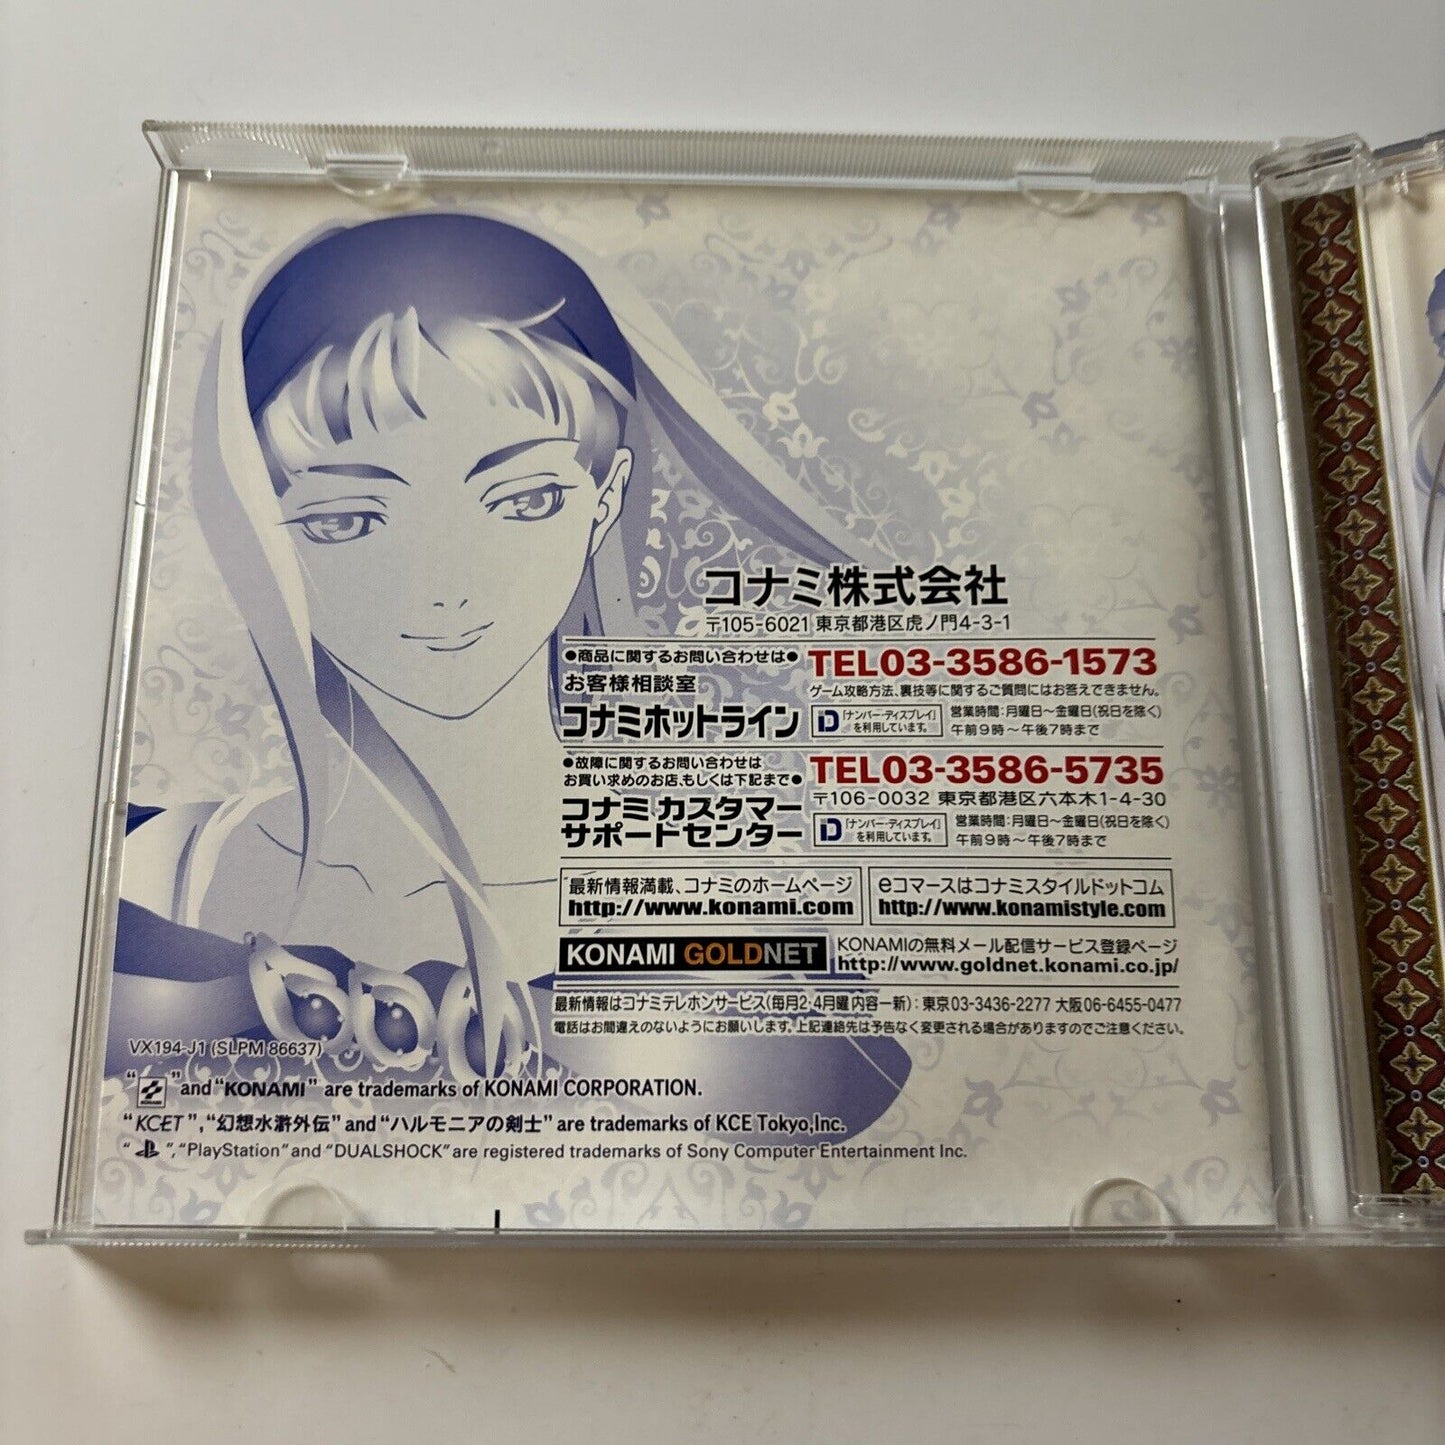 コナミ株式会社
〒105-6021 東京都港区虎ノ門4-3-1
●商品に関するお問い合わせは●
お客様相談室
コナミホットライン
TEL03-3586-1573
ゲーム攻略方法、裏技等に関するご質問にはお答えできません。
D 「ナンバー・ディスプレイ」
を利用しています。
営業時間:月曜日〜金曜日(祝日を除く)
午前9時〜午後7時まで
●故障に関するお問い合わせは
お買い求めのお店、もしくは下記まで●
コナミ カスタマー
サポートセンター
TEL03-3586-5735
〒106-0032 東京都港区六本木1-4-30
D 「ナンバー・ディスプレイ」
を利用しています。
営業時間:月曜日〜金曜日(祝日を除く)
午前9時〜午後7時まで
最新情報満載、コナミのホームページ
http://www.konami.com
eコマースはコナミスタイルドットコム
http://www.konamistyle.com
KONAMI GOLDNET
KONAMIの無料メール配信サービス登録ページ
http://www.goldnet.konami.co.jp/
最新情報はコナミテレホンサービス(毎月2・4月曜 内容一新):東京03-3436-2277 大阪06-6455-0477
電話はお間違えのないようにお願いします。上記連絡先は予告なく変更される場合がありますのでご注意ください。
VX194-J1 (SLPM 86637)
“KONAMI” and “KONAMI” are trademarks of KONAMI CORPORATION.
“KCET”,“幻想水滸外伝” and “ハルモニアの剣士” are trademarks of KCE Tokyo,Inc.
“ ”,“PlayStation” and “DUALSHOCK” are registered trademarks of Sony Computer Entertainment Inc.